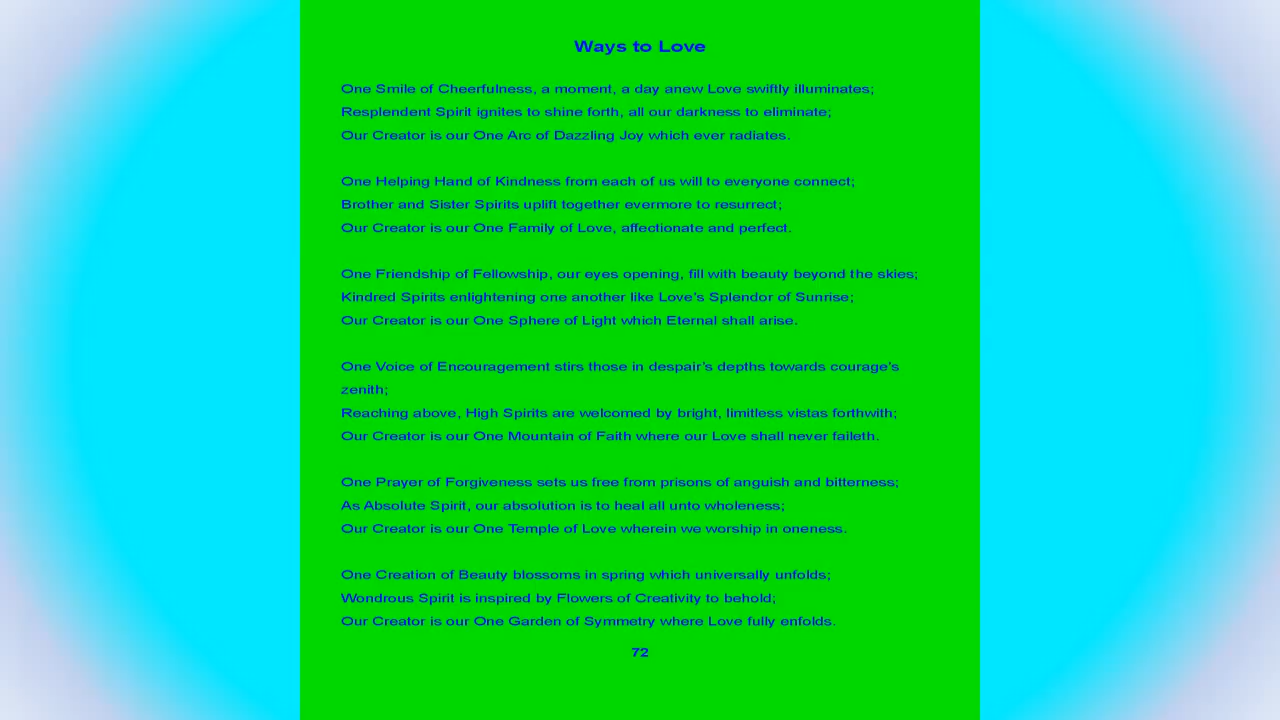 Ways to Love
One Smile of Cheerfulness, a moment, a day anew Love swiftly illuminates;
Resplendent Spirit ignites to shine forth, all our darkness to eliminate;
Our Creator is our One Arc of Dazzling Joy which ever radiates.
One Helping Hand of Kindness from each of us will to everyone connect;
Brother and Sister Spirits uplift together evermore to resurrect;
Our Creator is our One Family of Love, affectionate and perfect.
One Friendship of Fellowship, our eyes opening, fill with beauty beyond the skies;
Kindred Spirits enlightening one another like Love's Splendor of Sunrise;
Our Creator is our One Sphere of Light which Eternal shall arise.
One Voice of Encouragement stirs those in despair's depths towards courage's
zenith;
Reaching above, High Spirits are welcomed by bright, limitless vistas forthwith;
Our Creator is our One Mountain of Faith where our Love shall never faileth.
One Prayer of Forgiveness sets us free from prisons of anguish and bitterness;
As Absolute Spirit, our absolution is to heal all unto wholeness;
Our Creator is our One Temple of Love wherein we worship in oneness.
One Creation of Beauty blossoms in spring which universally unfolds;
Wondrous Spirit is inspired by Flowers of Creativity to behold;
Our Creator is our One Garden of Symmetry where Love fully enfolds.
72